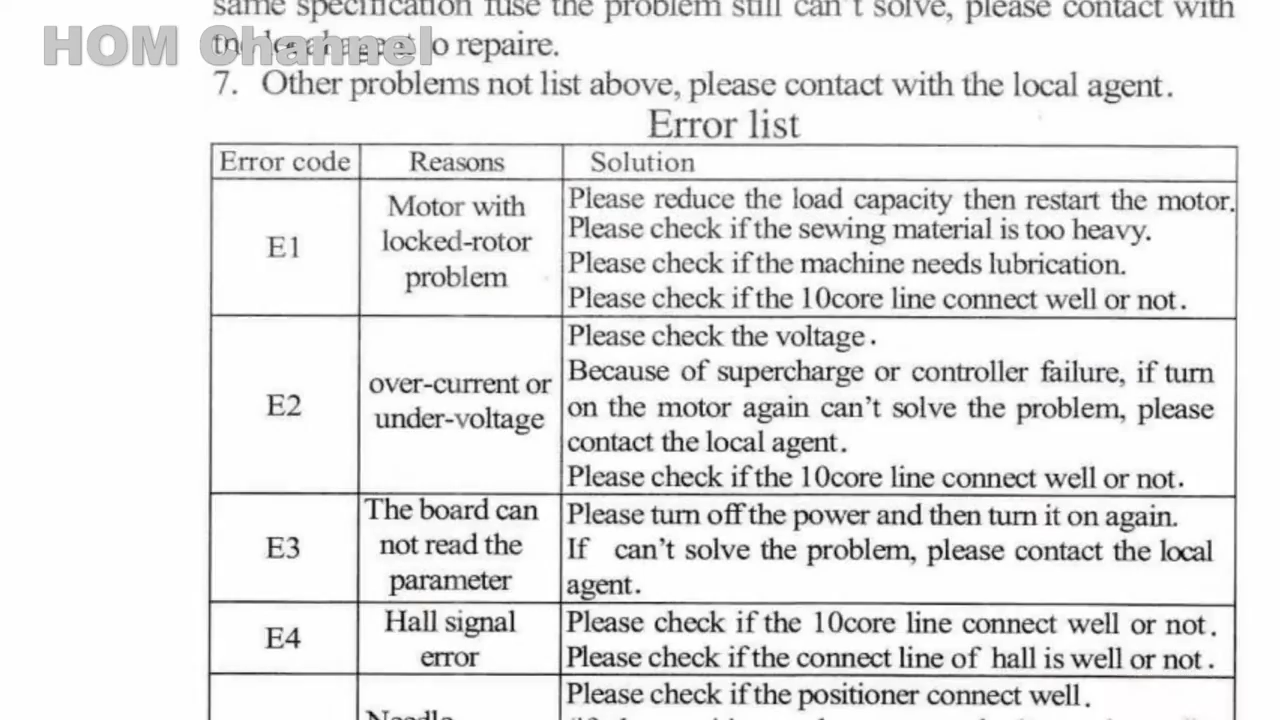 same specification fuse the problem still can't solve, please contact with
HOM Channel
the local agent to repaire.
7. Other problems not list above, please contact with the local agent.
Error list
Error code Reasons Solution
E1
Motor with
locked-rotor
problem
Please reduce the load capacity then restart the motor.
Please check if the sewing material is too heavy.
Please check if the machine needs lubrication.
Please check if the 10core line connect well or not.
E2
over-current or
under-voltage
Please check the voltage.
Because of supercharge or controller failure, if turn
on the motor again can't solve the problem, please
contact the local agent.
Please check if the 10core line connect well or not.
E3
The board can
not read the
parameter
Please turn off the power and then turn it on again.
If can't solve the problem, please contact the local
agent.
E4
Hall signal
error
Please check if the 10core line connect well or not.
Please check if the connect line of hall is well or not.
Needle
Please check if the positioner connect well.